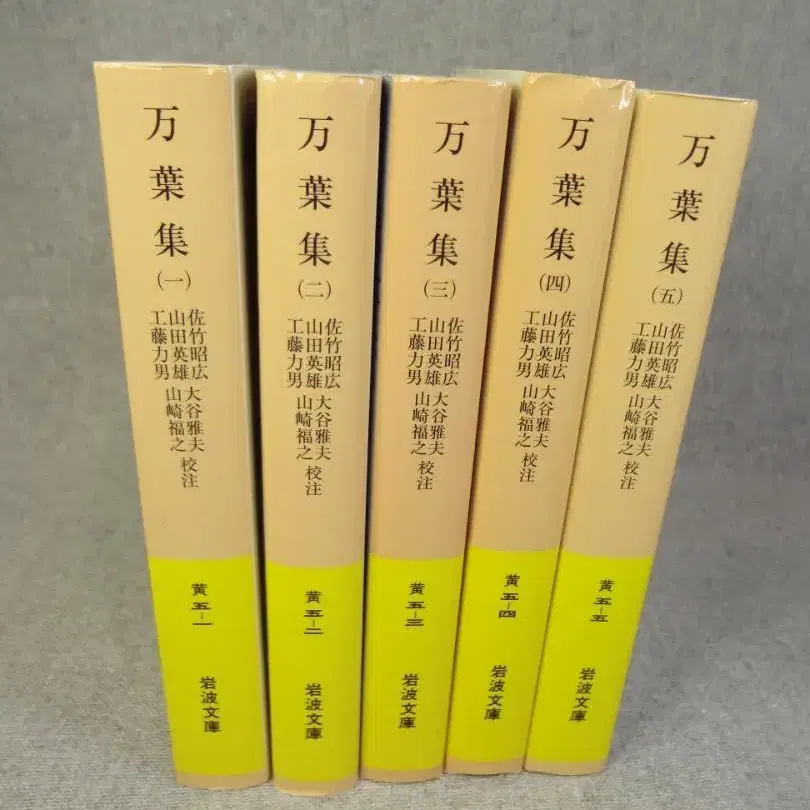 万葉集(一)
佐竹昭広
山田英雄
工藤力男
大谷雅夫
山崎福之
校注
黄五-一
岩波文庫
万葉集(二)
佐竹昭広
山田英雄
工藤力男
大谷雅夫
山崎福之
校注
黄五-二
岩波文庫
万葉集(三)
佐竹昭広
山田英雄
工藤力男
大谷雅夫
山崎福之
校注
黄五-三
岩波文庫
万葉集(四)
佐竹昭広
山田英雄
工藤力男
大谷雅夫
山崎福之
校注
黄五-四
岩波文庫
万葉集(五)
佐竹昭広
山田英雄
工藤力男
大谷雅夫
山崎福之
校注
黄五-五
岩波文庫